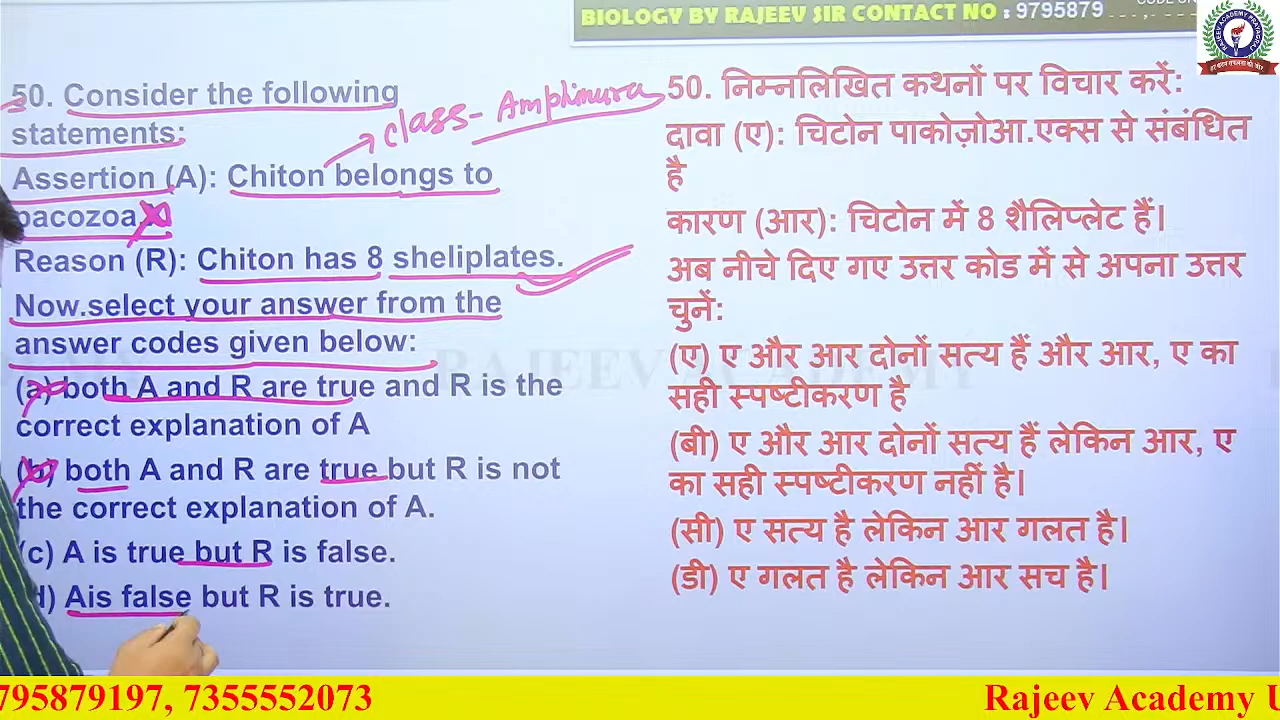 BIOLOGY BY RAJEEV SIR CONTACT NO : 9795879
50. Consider the following
statements:
class- Amphinura
Assertion (A): Chiton belongs to
pacozoa.
Reason (R): Chiton has 8 sheliplates.
Now.select your answer from the
answer codes given below:
(a) both A and R are true and R is the
correct explanation of A
(b) both A and R are true but R is not
the correct explanation of A.
(c) A is true but R is false.
d) Ais false but R is true.
50. निम्नलिखित कथनों पर विचार करें:
दावा (ए): चिटोन पाकोज़ोआ.एक्स से संबंधित
है
कारण (आर): चिटोन में 8 शैलिप्लेट हैं।
अब नीचे दिए गए उत्तर कोड में से अपना उत्तर
चुनें:
(ए) ए और आर दोनों सत्य हैं और आर, ए का
सही स्पष्टीकरण है
(बी) ए और आर दोनों सत्य हैं लेकिन आर, ए
का सही स्पष्टीकरण नहीं है।
(सी) ए सत्य है लेकिन आर गलत है।
(डी) ए गलत है लेकिन आर सच है।
RAJEEV ACADEMY
795879197, 7355552073
Rajeev Academy U